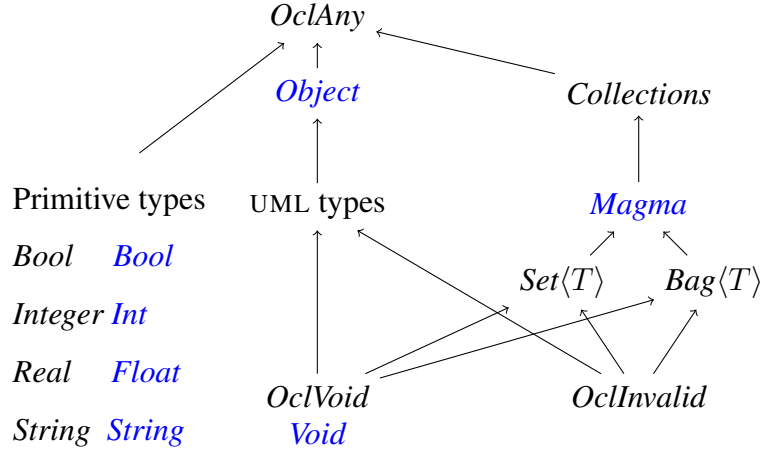 OclAny
Object
Collections
Primitive types
UML types
Magma
Bool Bool
Set⟨T⟩
Bag⟨T⟩
Integer Int
Real Float
OclVoid
OclInvalid
String String
Void